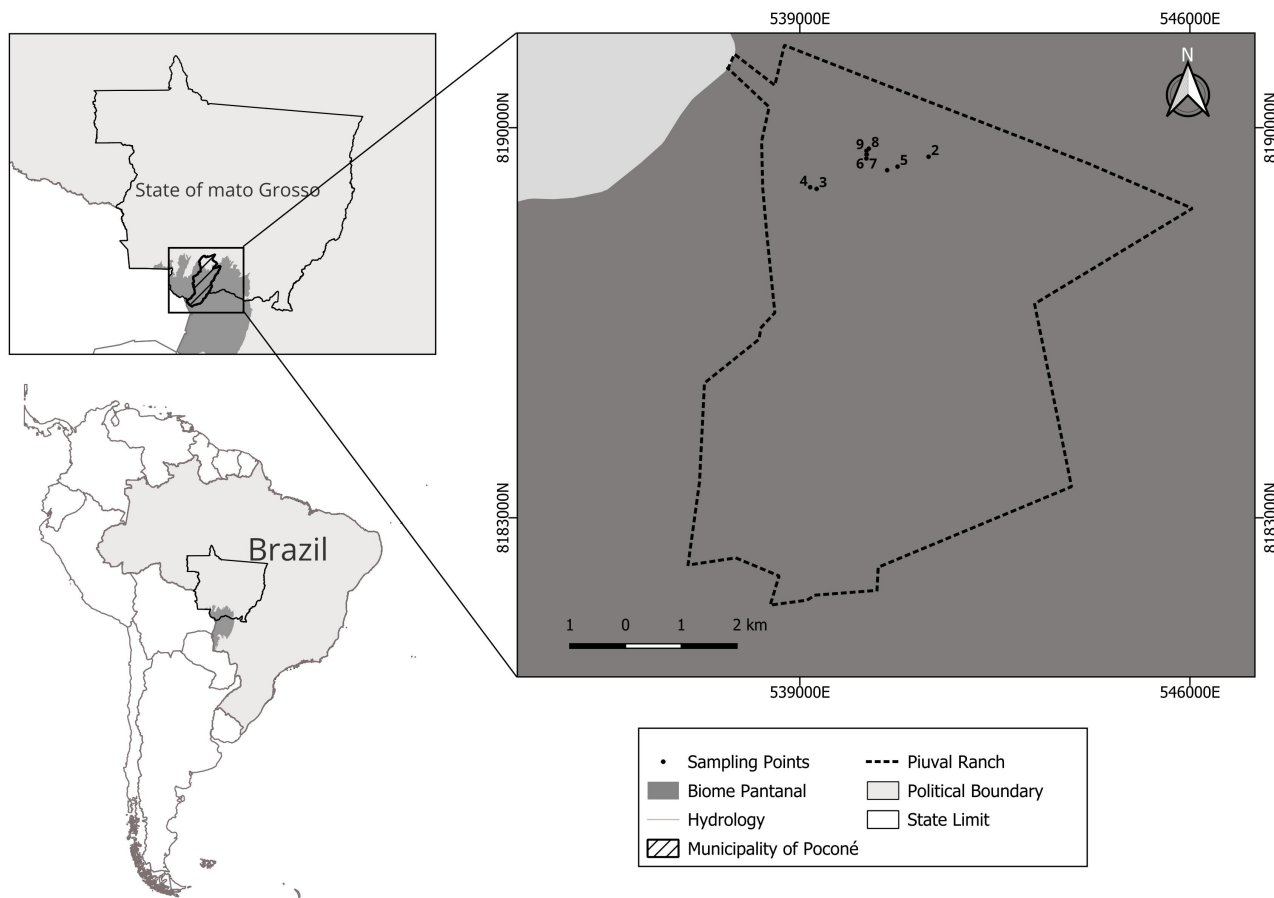 539000E
546000E
N
8190000N
8190000N
State of mato Grosso
9 8
6 7
5
2
4 3
8183000N
8183000N
Brazil
1 0 1 2 km
539000E
546000E
Sampling Points
Biome Pantanal
Hydrology
Municipality of Poconé
Piuval Ranch
Political Boundary
State Limit